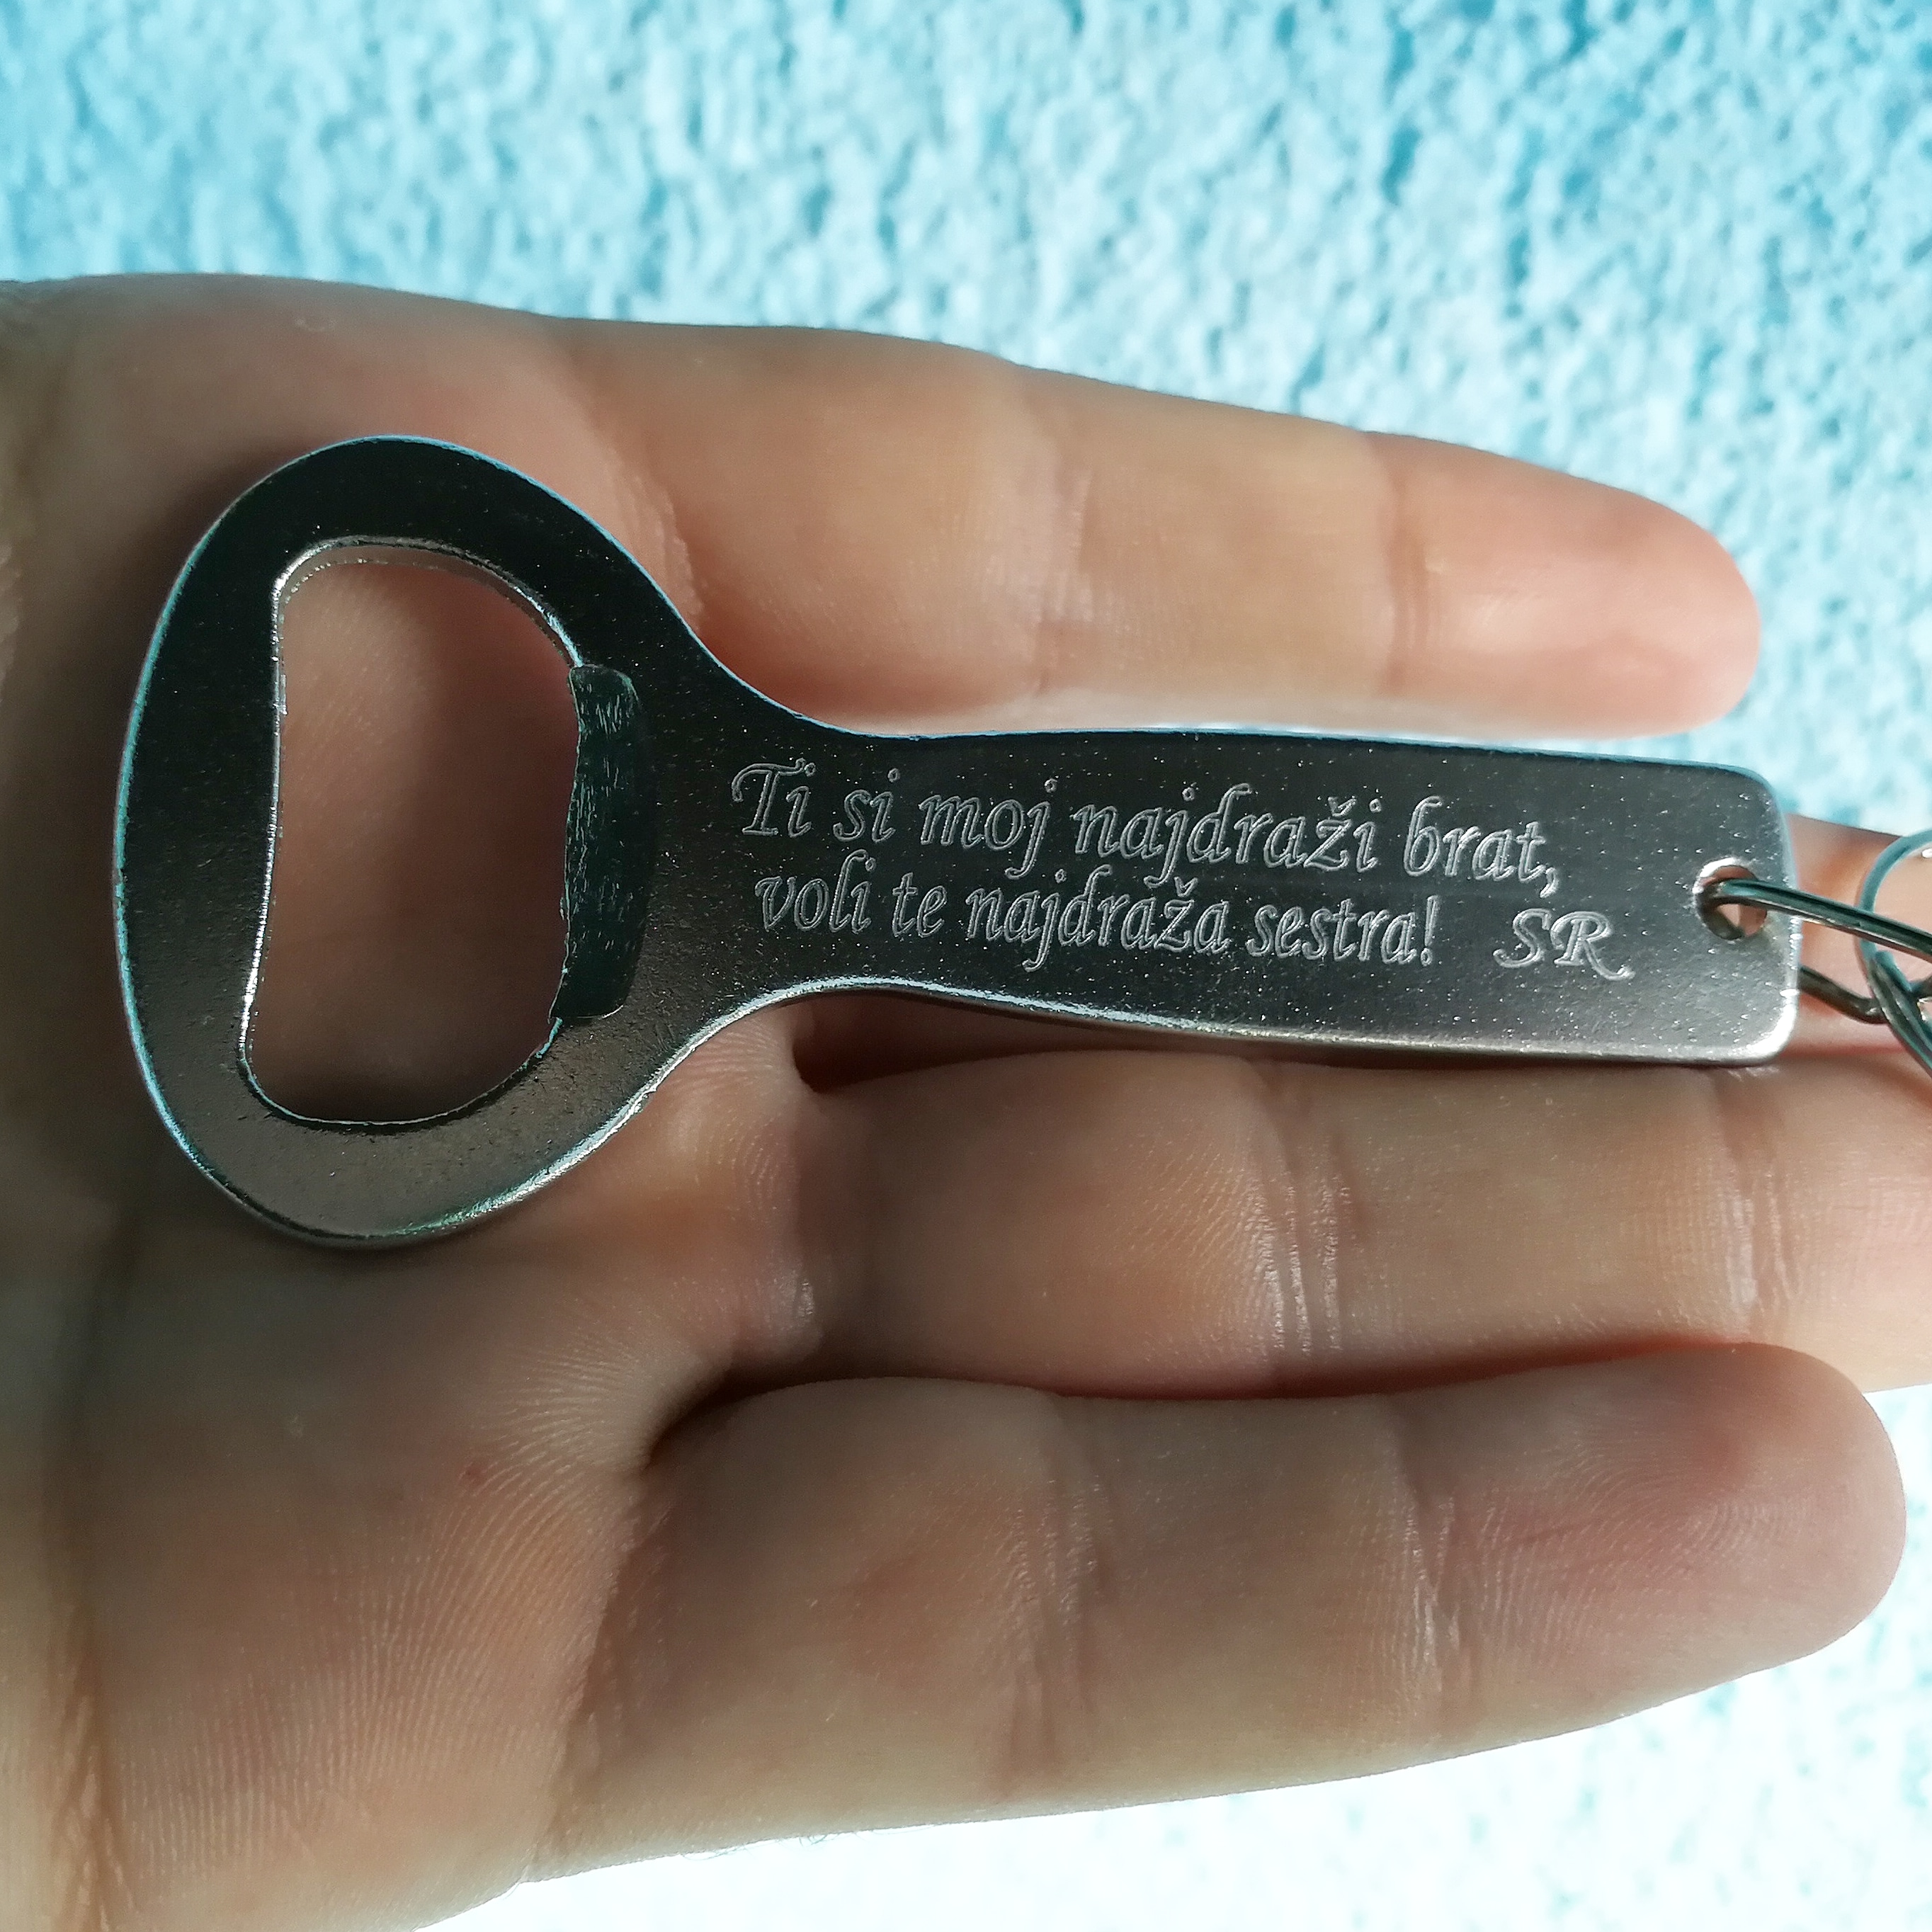 Ti si moj najdraži brat,
voli te najdraža sestra! SR